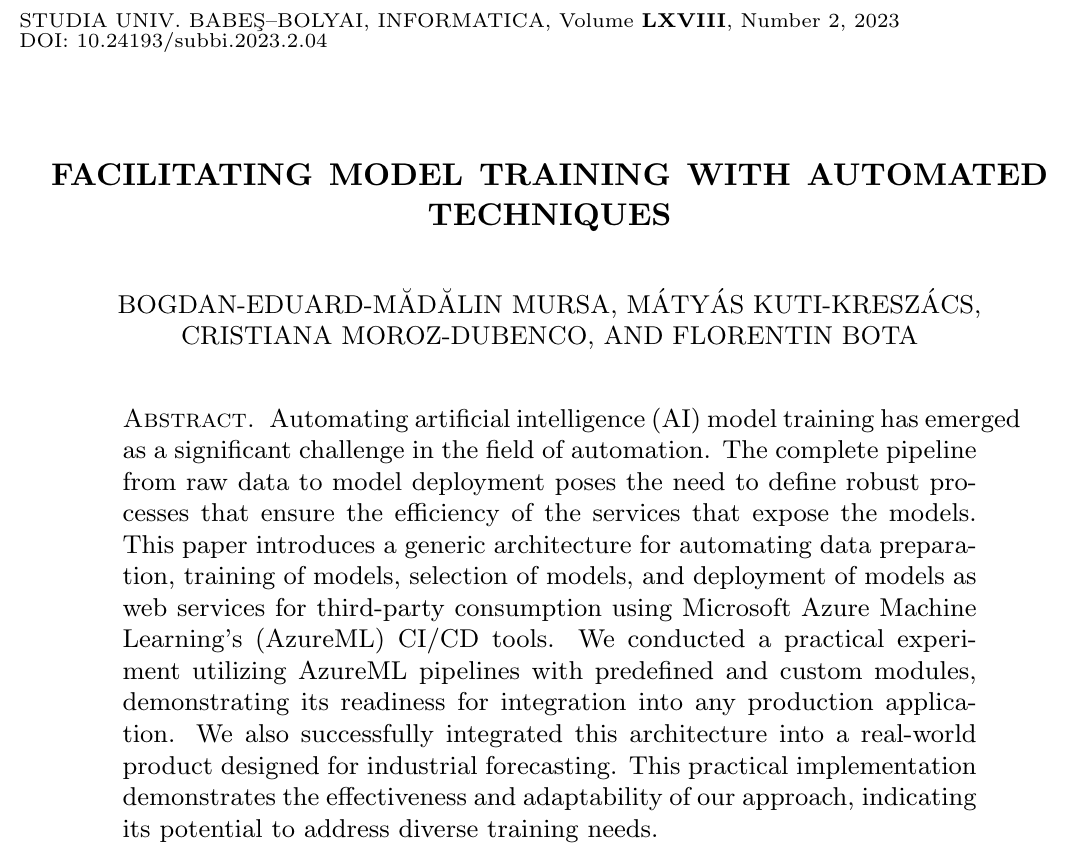 STUDIA UNIV. BABEŞ–BOLYAI, INFORMATICA, Volume LXVIII, Number 2, 2023
DOI: 10.24193/subbi.2023.2.04
FACILITATING MODEL TRAINING WITH AUTOMATED
TECHNIQUES
BOGDAN-EDUARD-MĂDĂLIN MURSA, MÁTYÁS KUTI-KRESZÁCS,
CRISTIANA MOROZ-DUBENCO, AND FLORENTIN BOTA
Abstract. Automating artificial intelligence (AI) model training has emerged
as a significant challenge in the field of automation. The complete pipeline
from raw data to model deployment poses the need to define robust pro-
cesses that ensure the efficiency of the services that expose the models.
This paper introduces a generic architecture for automating data prepara-
tion, training of models, selection of models, and deployment of models as
web services for third-party consumption using Microsoft Azure Machine
Learning's (AzureML) CI/CD tools. We conducted a practical experi-
ment utilizing AzureML pipelines with predefined and custom modules,
demonstrating its readiness for integration into any production applica-
tion. We also successfully integrated this architecture into a real-world
product designed for industrial forecasting. This practical implementation
demonstrates the effectiveness and adaptability of our approach, indicating
its potential to address diverse training needs.